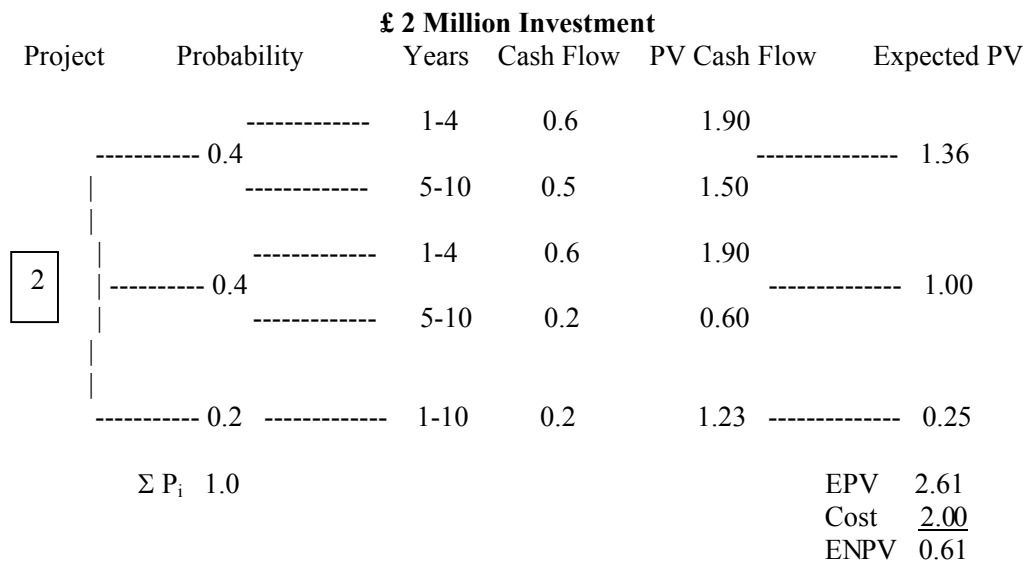 £ 2 Million Investment
Project Probability Years Cash Flow PV Cash Flow Expected PV
------------- 1-4 0.6 1.90
----------- 0.4 --------------- 1.36
| ------------- 5-10 0.5 1.50
|
| ------------- 1-4 0.6 1.90
2 |---------- 0.4 -------------- 1.00
| ------------- 5-10 0.2 0.60
|
|
----------- 0.2 ------------- 1-10 0.2 1.23 -------------- 0.25
Σ Pi 1.0 EPV 2.61
Cost 2.00
ENPV 0.61